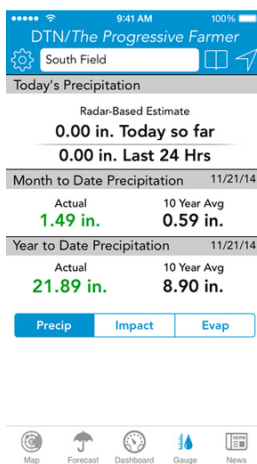 9:41 AM 100%
DTN/The Progressive Farmer
South Field
Today's Precipitation
Radar-Based Estimate
0.00 in. Today so far
0.00 in. Last 24 Hrs
Month to Date Precipitation 11/21/14
Actual 10 Year Avg
1.49 in. 0.59 in.
Year to Date Precipitation 11/21/14
Actual 10 Year Avg
21.89 in. 8.90 in.
Precip Impact Evap
NEWS
Map Forecast Dashboard Gauge News